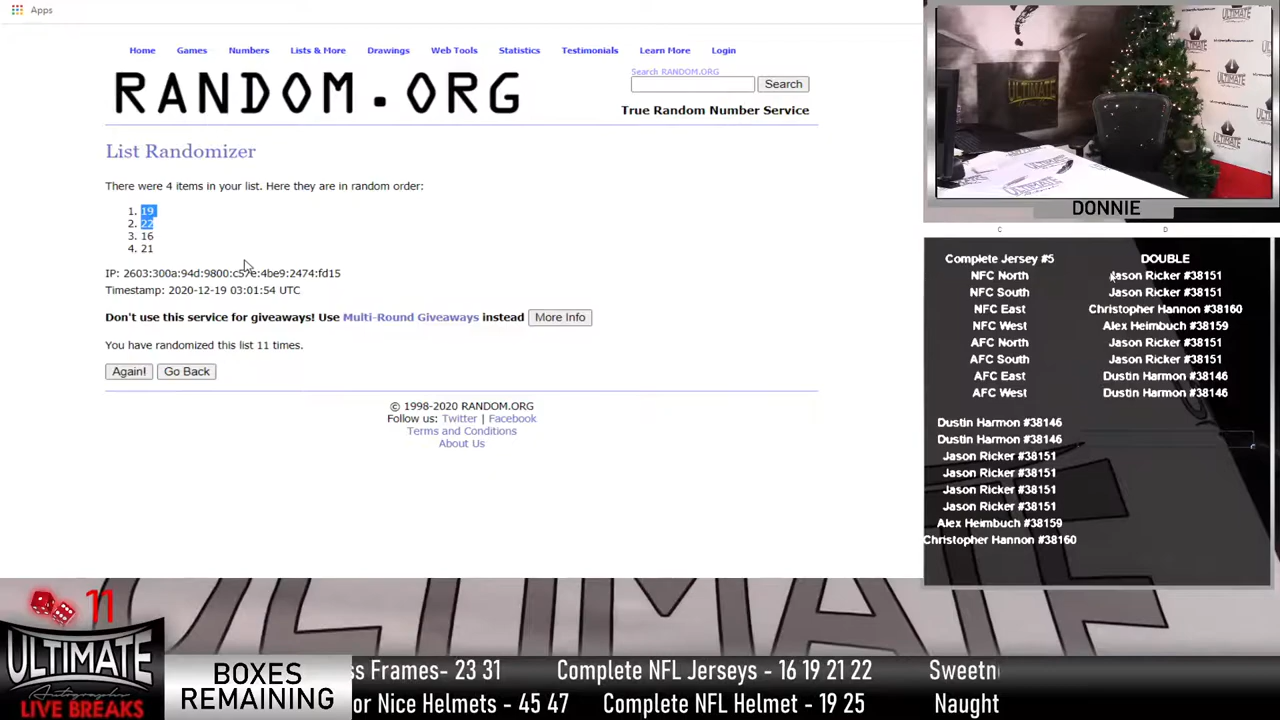 Apps
Home Games Numbers Lists & More Drawings Web Tools Statistics Testimonials Learn More Login
RANDOM.ORG
Search RANDOM.ORG
Search
True Random Number Service
List Randomizer
There were 4 items in your list. Here they are in random order:
1. 19
2. 22
3. 16
4. 21
Timestamp: 2020-12-19 03:01:54 UTC
Don't use this service for giveaways! Use Multi-Round Giveaways instead More Info
You have randomized this list 11 times.
Again! Go Back
© 1998-2020 RANDOM.ORG
Follow us: Twitter | Facebook
Terms and Conditions
About Us
ULTIMATE
ULTIMATE
ULTIMATE
DONNIE
C D
Complete Jersey #5 DOUBLE
NFC North Jason Ricker #38151
NFC South Jason Ricker #38151
NFC East Christopher Hannon #38160
NFC West Alex Heimbuch #38159
AFC North Jason Ricker #38151
AFC South Jason Ricker #38151
AFC East Dustin Harmon #38146
AFC West Dustin Harmon #38146
Dustin Harmon #38146
Dustin Harmon #38146
Jason Ricker #38151
Jason Ricker #38151
Jason Ricker #38151
Jason Ricker #38151
Alex Heimbuch #38159
Christopher Hannon #38160
ULTIMATE
11
ULTIMATE
Autographs
LIVE BREAKS
BOXES
REMAINING
ss Frames- 23 31 Complete NFL Jerseys - 16 19 21 22 Sweetn
or Nice Helmets - 45 47 Complete NFL Helmet - 19 25 Naught